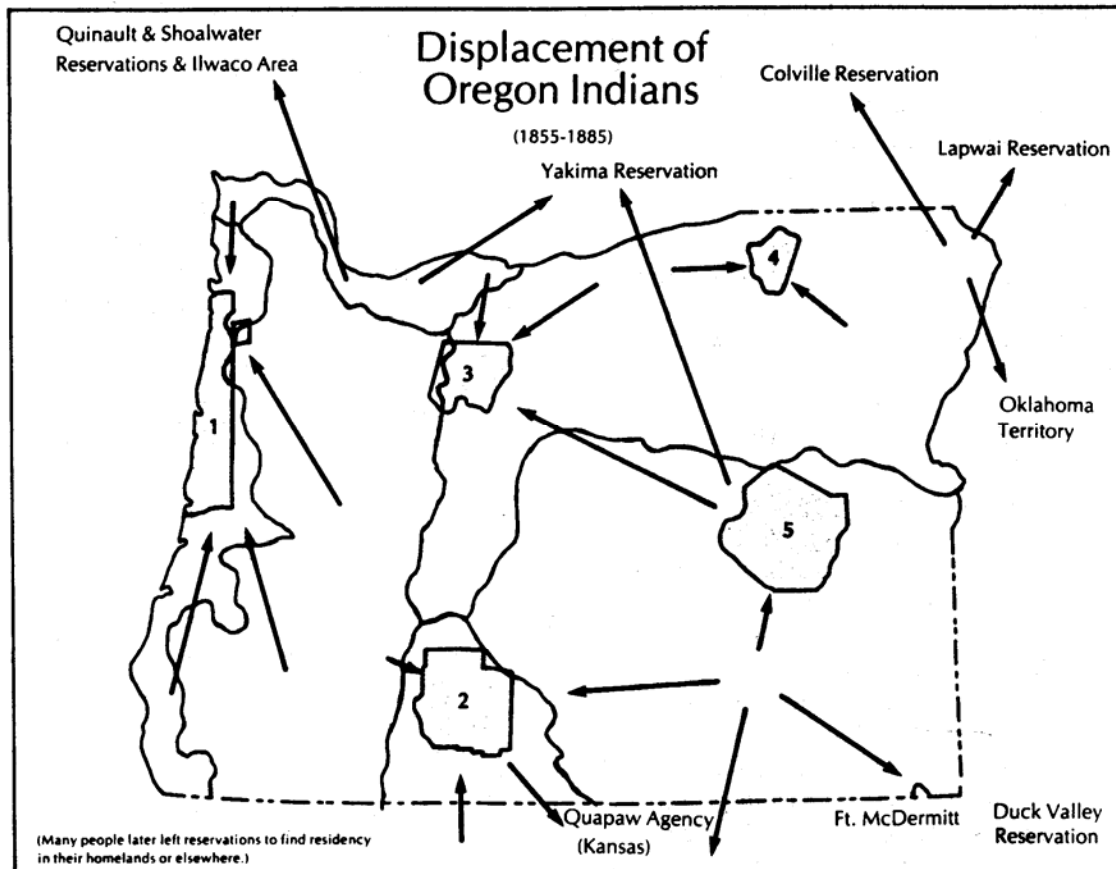 Quinault & Shoalwater
Reservations & Ilwaco Area
Displacement of
Oregon Indians
(1855-1885)
Colville Reservation
Lapwai Reservation
Yakima Reservation
4
3
1
Oklahoma
Territory
5
2
Quapaw Agency
(Kansas)
Ft. McDermitt
Duck Valley
Reservation
(Many people later left reservations to find residency
in their homelands or elsewhere.)